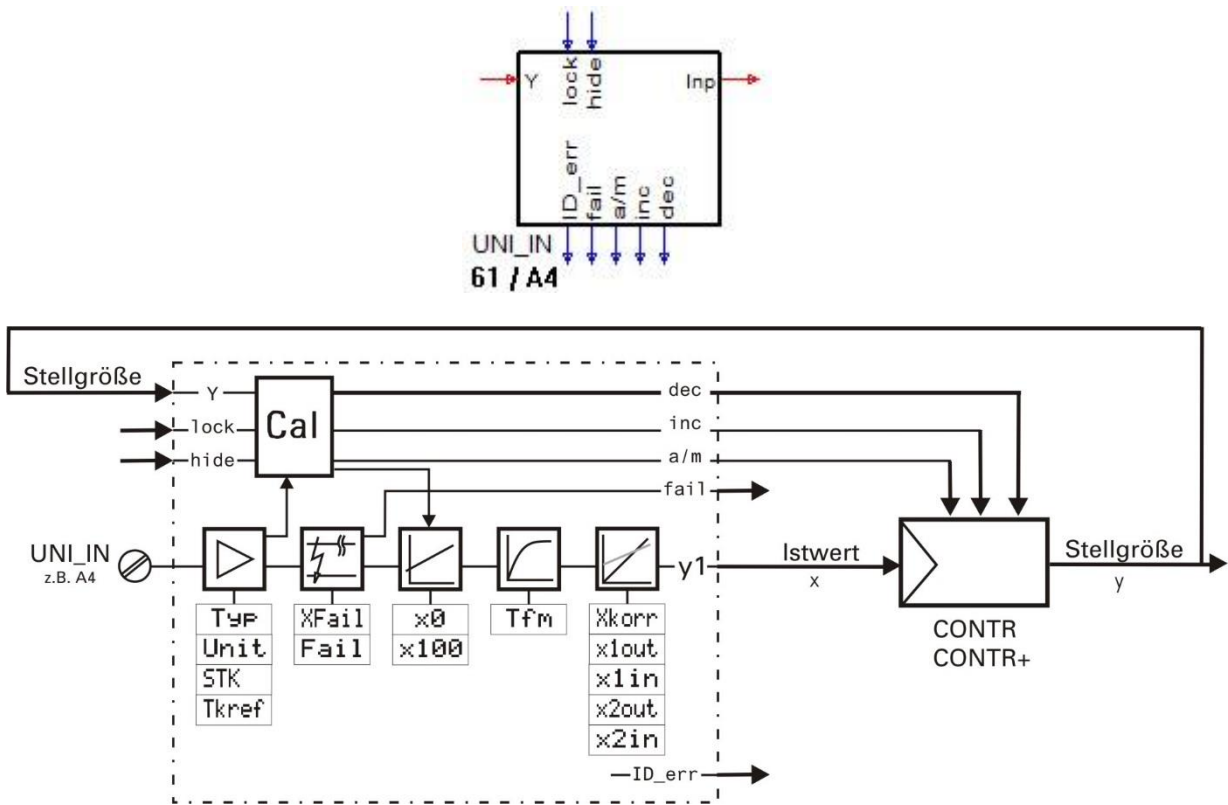 lock
hide
Y
Inp
ID_err
fail
a/m
inc
dec
UNI_IN
61 / A4
Stellgröße
Y
lock
hide
Cal
dec
inc
a/m
fail
UNI_IN
z.B. A4
y1
Istwert
x
Stellgröße
y
CONTR
CONTR+
Typ
Unit
STK
Tkref
XFail
Fail
x0
x100
Tfm
Xkorr
x1out
x1in
x2out
x2in
ID_err